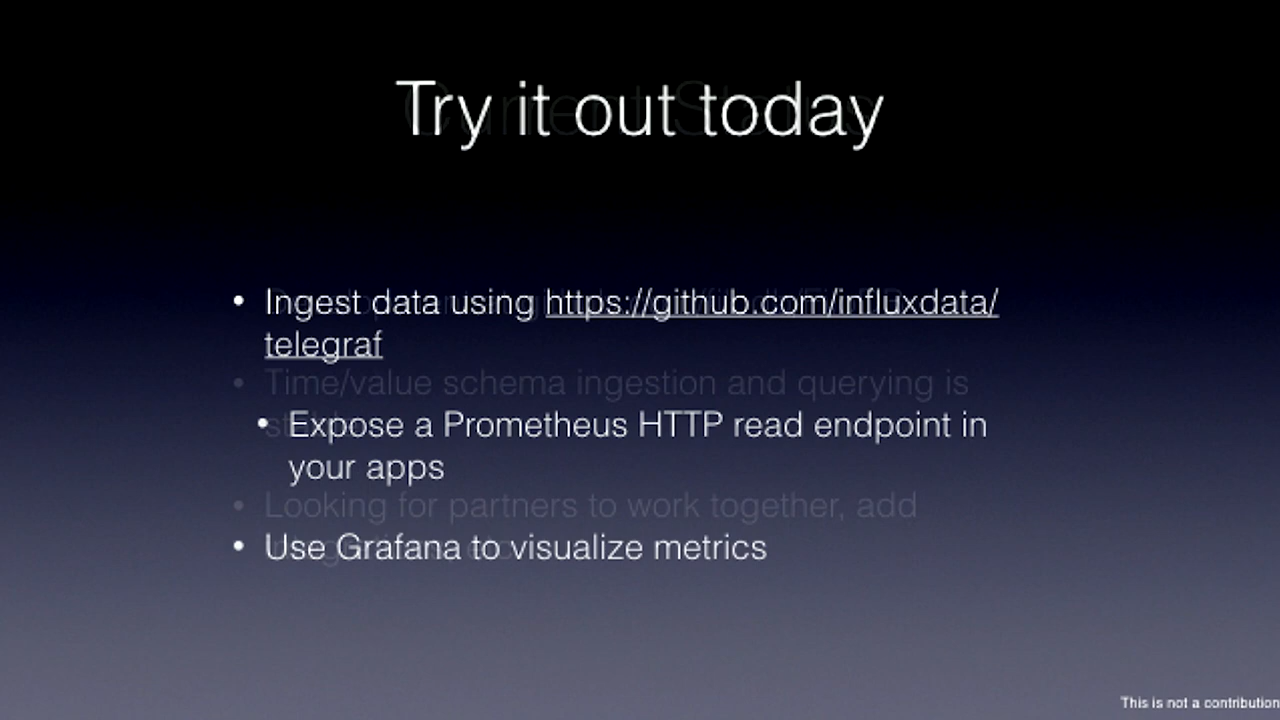 Try it out today
• Ingest data using https://github.com/influxdata/
telegraf
• Time/value schema ingestion and querying is
• Expose a Prometheus HTTP read endpoint in
your apps
• Looking for partners to work together, add
• Use Grafana to visualize metrics
This is not a contribution